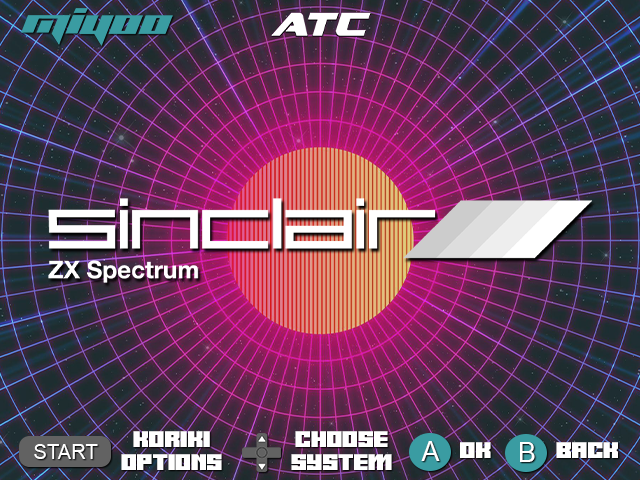 miyoo
ATC
sinclair
ZX Spectrum
START
KORIKI
OPTIONS
CHOOSE
SYSTEM
A
OK
B
BACK